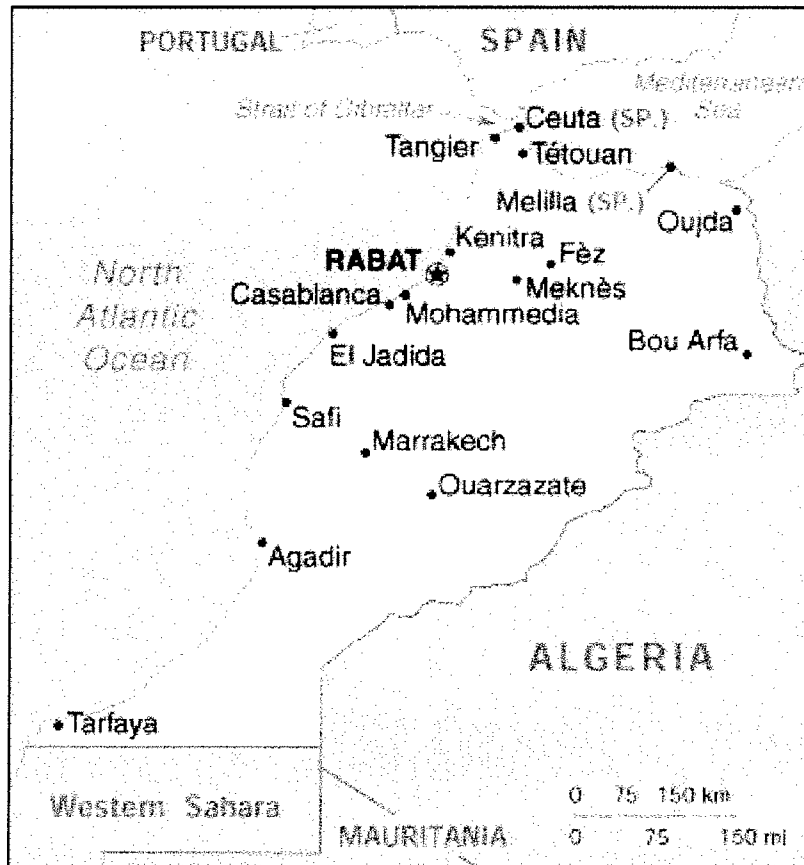 PORTUGAL
SPAIN
Mediterranean
Sea
Strait of Gibraltar
Ceuta (SP.)
Tangier
Tétouan
Melilla (SP.)
Oujda
Kenitra
RABAT
Fèz
Meknès
North
Atlantic
Ocean
Casablanca
Mohammedia
El Jadida
Bou Arfa
Safi
Marrakech
Ouarzazate
Agadir
ALGERIA
Tarfaya
Western Sahara
MAURITANIA
0 75 150 km
0 75 150 mi